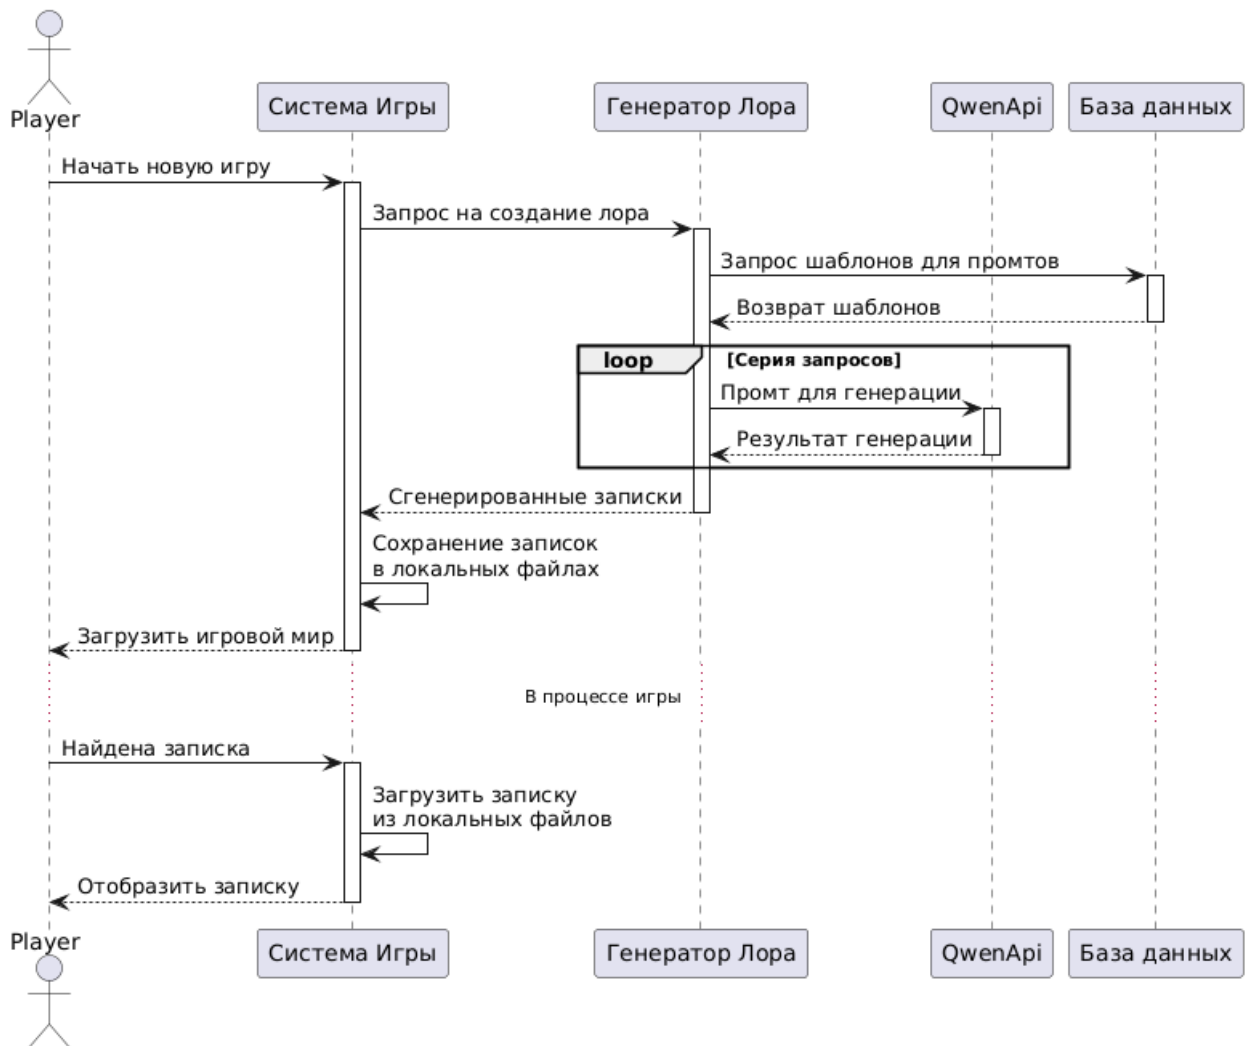 Player
Система Игры
Генератор Лора
QwenApi
База данных
Начать новую игру
Запрос на создание лора
Запрос шаблонов для промтов
Возврат шаблонов
loop
[Серия запросов]
Промт для генерации
Результат генерации
Сгенерированные записки
Сохранение записок
в локальных файлах
Загрузить игровой мир
В процессе игры
Найдена записка
Загрузить записку
из локальных файлов
Отобразить записку
Player
Система Игры
Генератор Лора
QwenApi
База данных